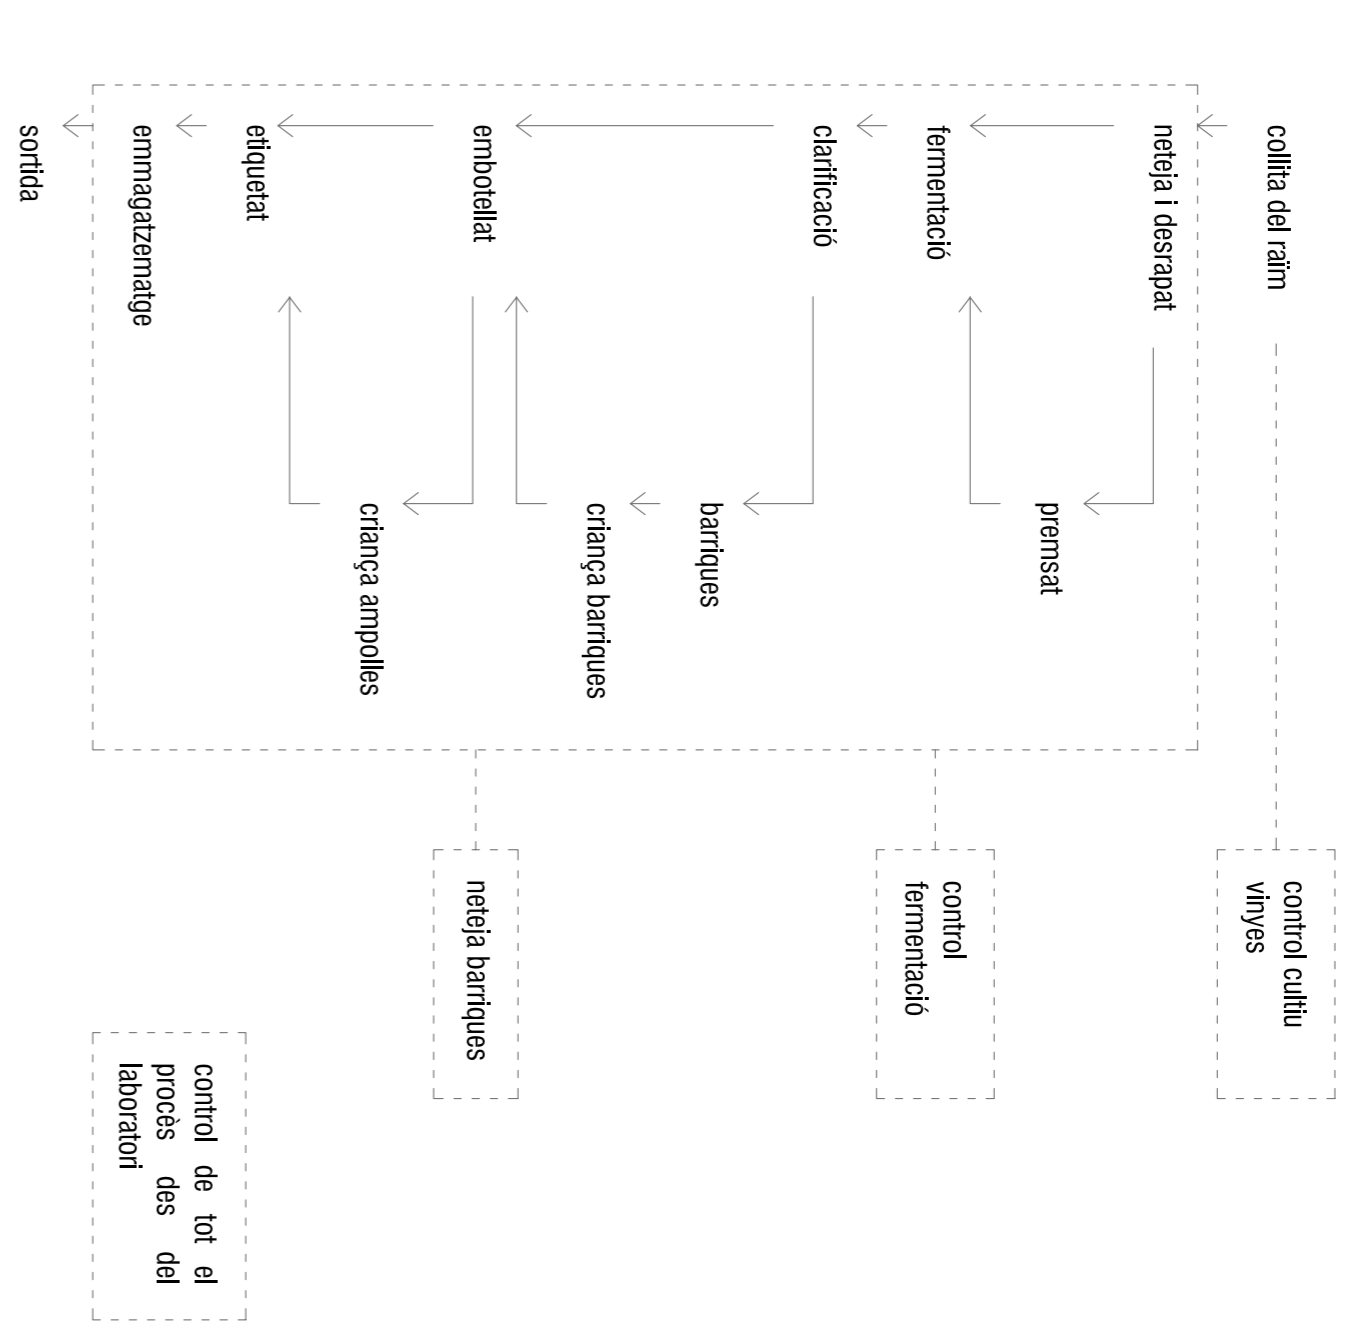 collita del raïm
neteja i desrapat
fermentació
clarificació
embotellat
etiquetat
emmagatzematge
sortida
premsat
barriques
criança barriques
criança ampolles
control cultiu
vinyes
control
fermentació
neteja barriques
control de tot el
procès des del
laboratori